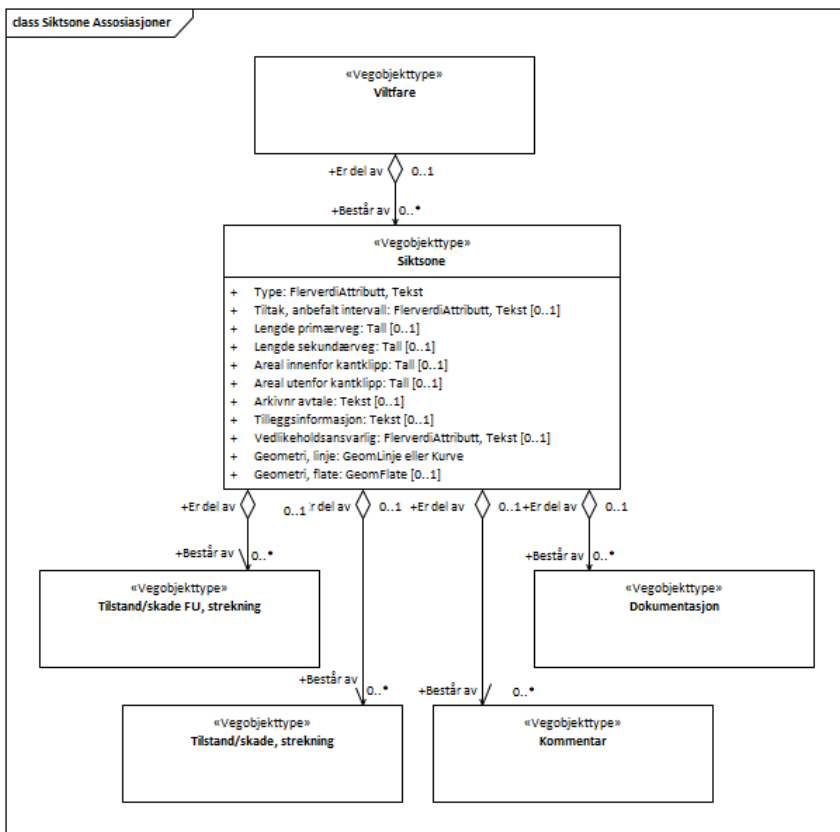 class Siktsone Assosiasjoner
«Vegobjekttype»
Viltfare
+Er del av 0..1
+Består av 0..*
«Vegobjekttype»
Siktsone
+ Type: FlerverdiAttributt, Tekst
+ Tiltak, anbefalt intervall: FlerverdiAttributt, Tekst [0..1]
+ Lengde primærveg: Tall [0..1]
+ Lengde sekundærveg: Tall [0..1]
+ Areal innenfor kantklipp: Tall [0..1]
+ Areal utenfor kantklipp: Tall [0..1]
+ Arkivnr avtale: Tekst [0..1]
+ Tilleggsinformasjon: Tekst [0..1]
+ Vedlikeholdsansvarlig: FlerverdiAttributt, Tekst [0..1]
+ Geometri, linje: GeomLinje eller Kurve
+ Geometri, flate: GeomFlate [0..1]
+Er del av 0..1 r del av 0..1 +Er del av 0..1 +Er del av 0..1
+Består av 0..* +Består av 0..*
«Vegobjekttype»
Tilstand/skade FU, strekning
«Vegobjekttype»
Dokumentasjon
+Består av 0..* +Består av 0..*
«Vegobjekttype»
Tilstand/skade, strekning
«Vegobjekttype»
Kommentar